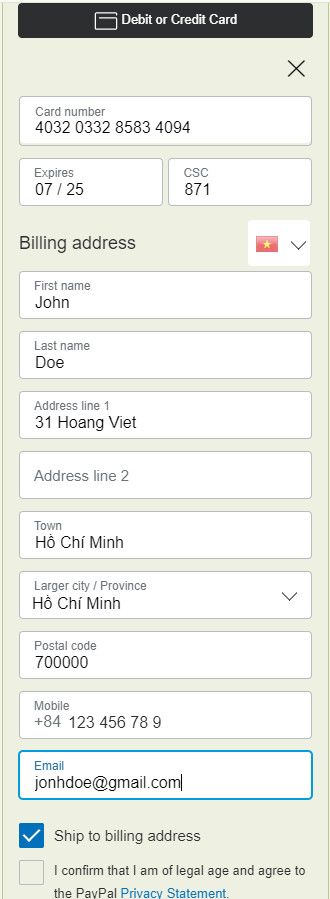 Debit or Credit Card
Card number
4032 0332 8583 4094
Expires
07 / 25
CSC
871
Billing address
First name
John
Last name
Doe
Address line 1
31 Hoang Viet
Address line 2
Town
Hồ Chí Minh
Larger city / Province
Hồ Chí Minh
Postal code
700000
Mobile
+84 123 456 78 9
Email
jonhdoe@gmail.com
Ship to billing address
I confirm that I am of legal age and agree to
the PayPal Privacy Statement.